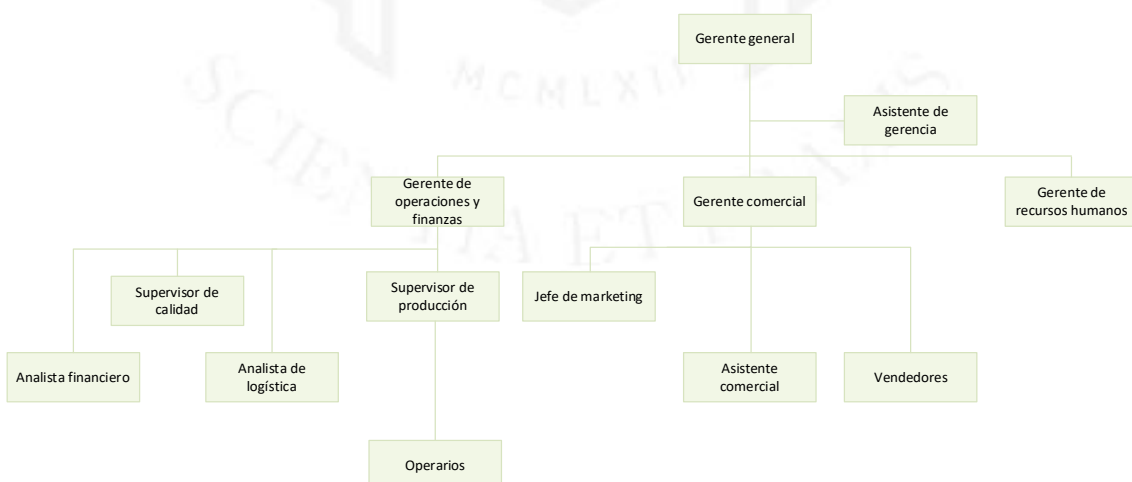 MCMLXII
Gerente general
Asistente de
gerencia
Gerente de
operaciones y
finanzas
Gerente comercial
Gerente de
recursos humanos
Supervisor de
calidad
Supervisor de
producción
Jefe de marketing
Analista financiero
Analista de
logística
Asistente
comercial
Vendedores
Operarios